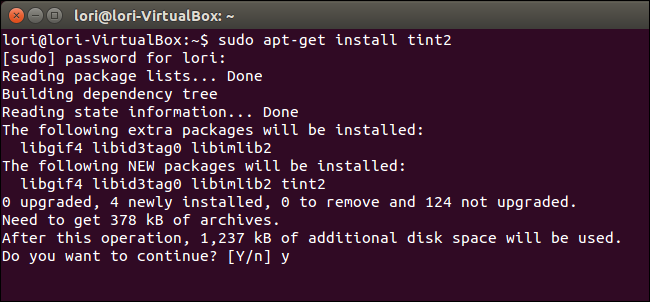 lori@lori-VirtualBox: ~
lori@lori-VirtualBox:~$ sudo apt-get install tint2
[sudo] password for lori:
Reading package lists... Done
Building dependency tree
Reading state information... Done
The following extra packages will be installed:
  libgif4 libid3tag0 libimlib2
The following NEW packages will be installed:
  libgif4 libid3tag0 libimlib2 tint2
0 upgraded, 4 newly installed, 0 to remove and 124 not upgraded.
Need to get 378 kB of archives.
After this operation, 1,237 kB of additional disk space will be used.
Do you want to continue? [Y/n] y